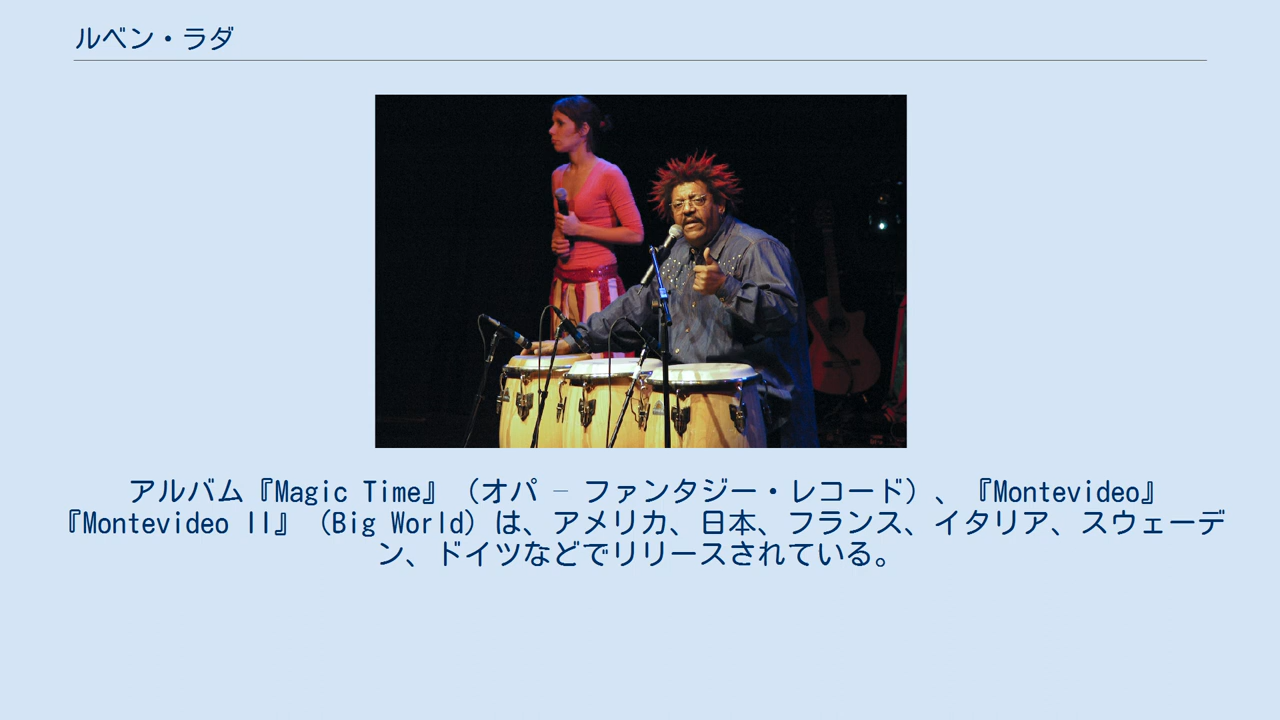 ルベン・ラダ
アルバム『Magic Time』（オパ – ファンタジー・レコード）、『Montevideo』
『Montevideo II』（Big World）は、アメリカ、日本、フランス、イタリア、スウェーデ
ン、ドイツなどでリリースされている。